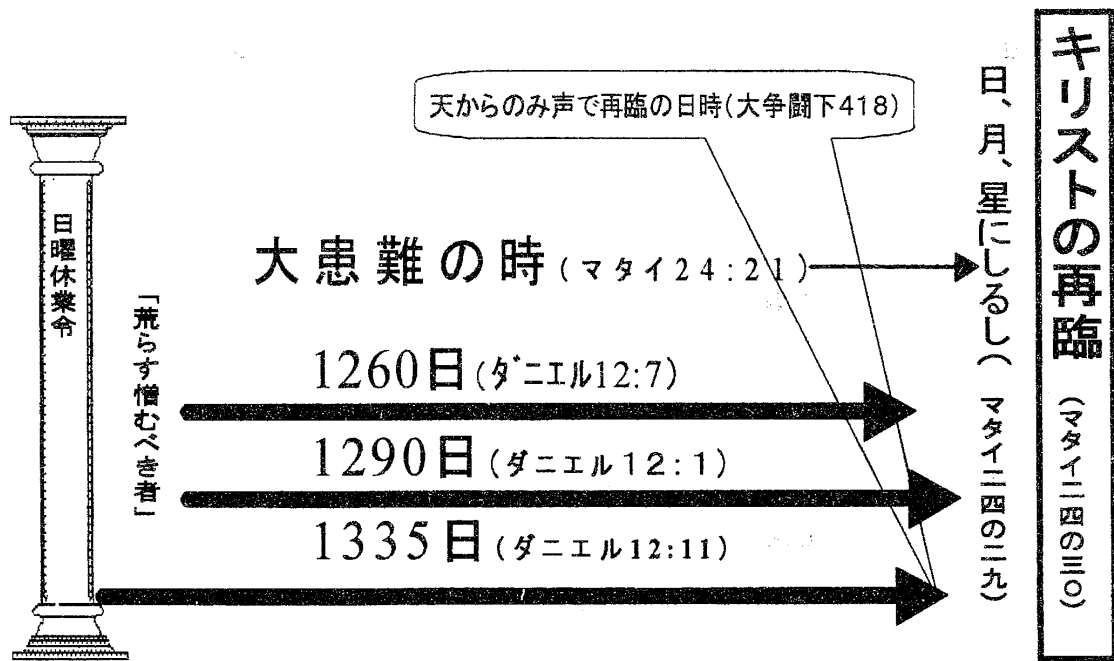 キリストの再臨 (マタイ二四の三〇)
日、月、星にしるし( マタイ二四の二九)
天からのみ声で再臨の日時(大争闘下418)
大患難の時(マタイ24:21)
日曜休業令
「荒らす憎むべき者」
1260日(ダニエル12:7)
1290日(ダニエル12:1)
1335日(ダニエル12:11)